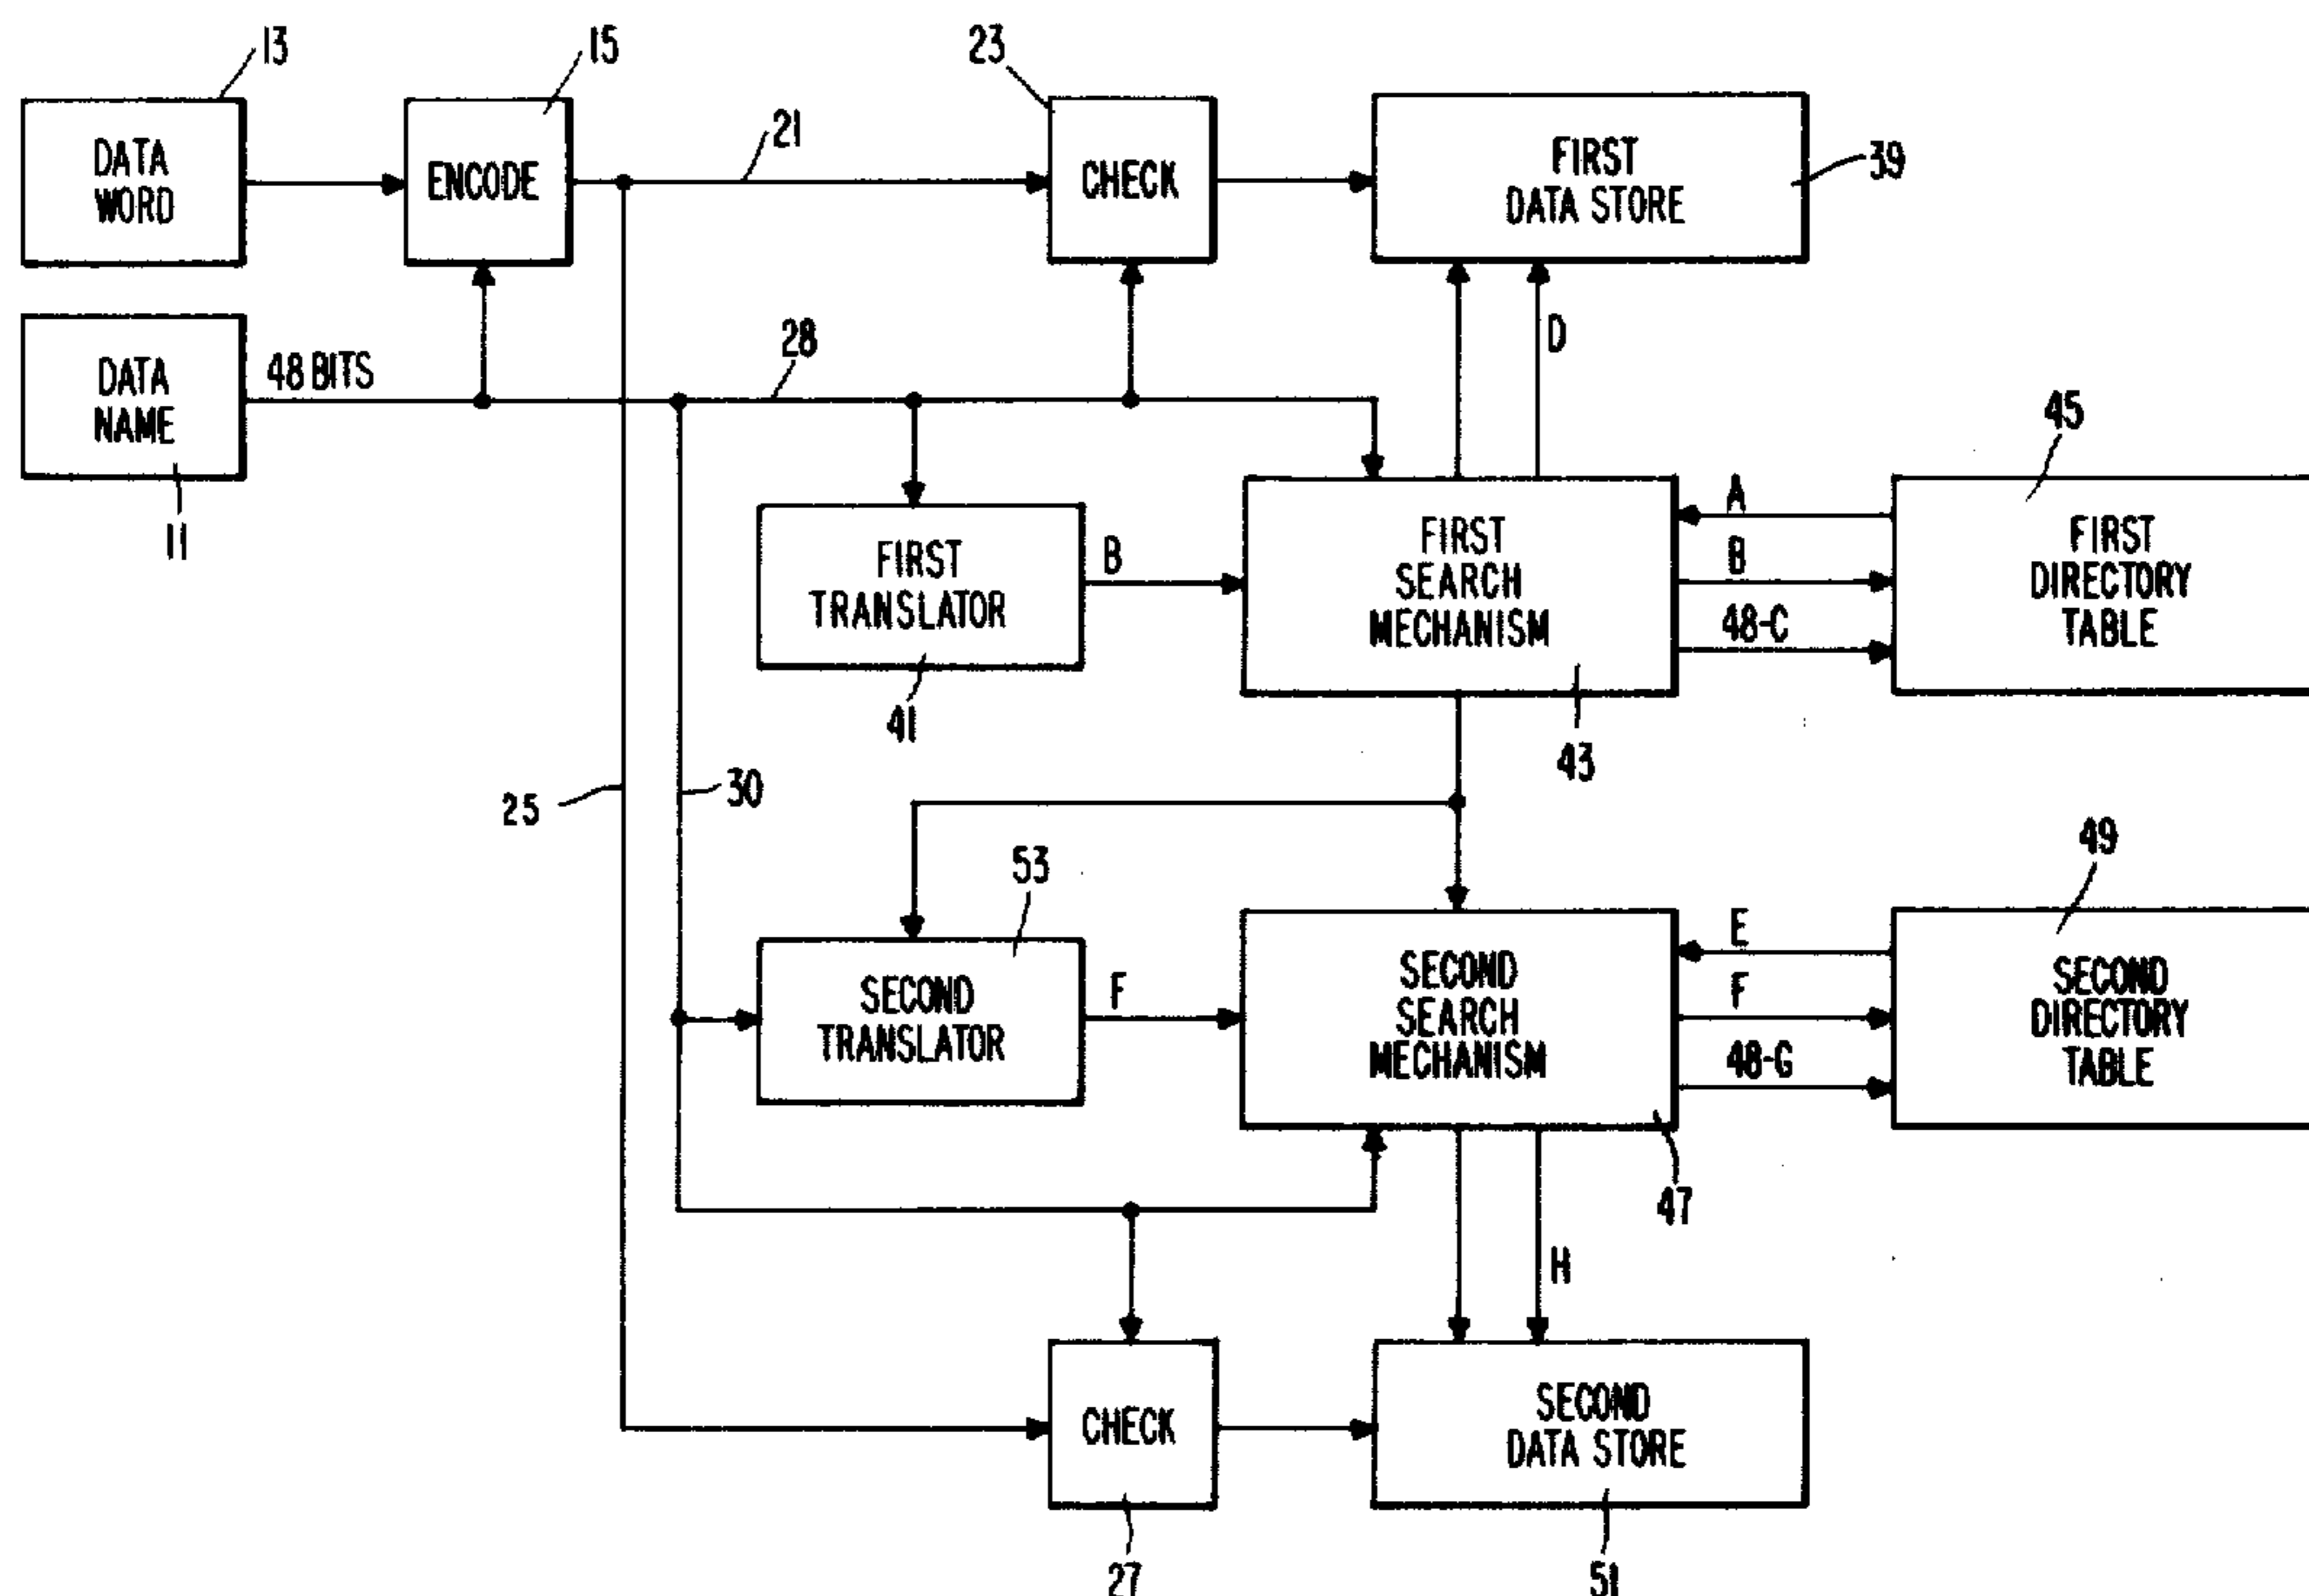 13
15
23
DATA
WORD
ENCODE
21
CHECK
FIRST
DATA STORE
39
DATA
NAME
48 BITS
28
D
45
11
FIRST
TRANSLATOR
B
FIRST
SEARCH
MECHANISM
A
B
48-C
FIRST
DIRECTORY
TABLE
41
43
25
30
53
49
SECOND
TRANSLATOR
F
SECOND
SEARCH
MECHANISM
E
F
48-G
SECOND
DIRECTORY
TABLE
47
H
CHECK
SECOND
DATA STORE
27
51